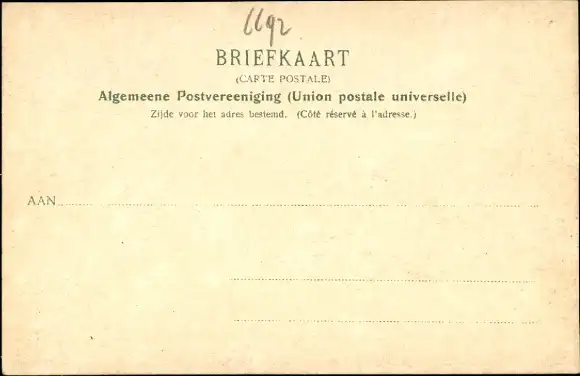 6692
BRIEFKAART
(CARTE POSTALE)
Algemeene Postvereeniging (Union postale universelle)
Zijde voor het adres bestemd. (Côté réservé à l'adresse.)
AAN